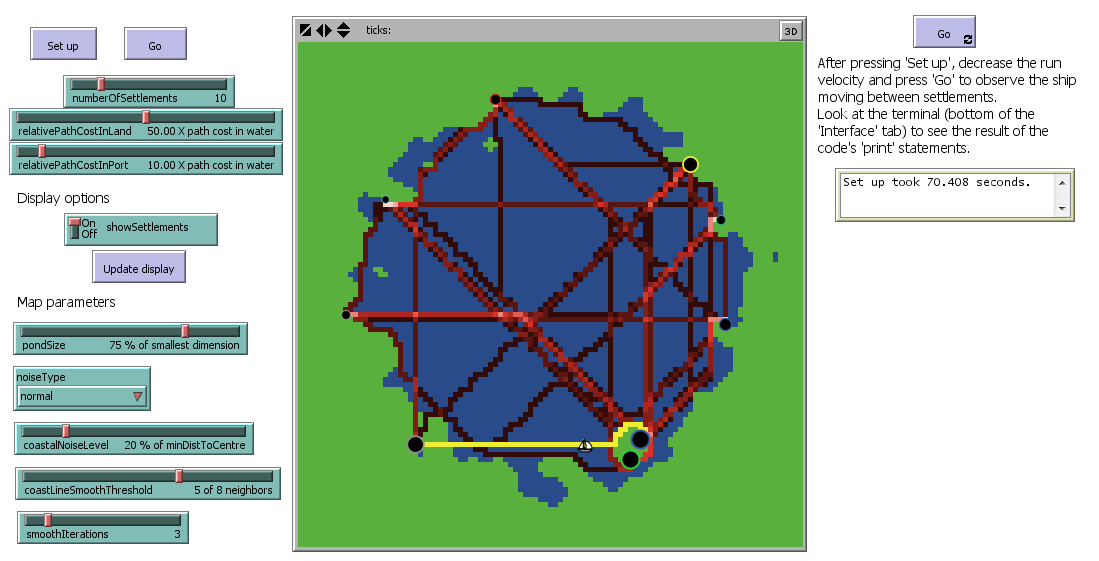 Set up
Go
numberOfSettlements 10
relativePathCostInLand 50.00 X path cost in water
relativePathCostInPort 10.00 X path cost in water
Display options
On
Off
showSettlements
Update display
Map parameters
pondSize 75 % of smallest dimension
noiseType
normal
coastalNoiseLevel 20 % of minDistToCentre
coastLineSmoothThreshold 5 of 8 neighbors
smoothIterations 3
ticks:
3D
Go
After pressing 'Set up', decrease the run
velocity and press 'Go' to observe the ship
moving between settlements.
Look at the terminal (bottom of the
'Interface' tab) to see the result of the
code's 'print' statements.
Set up took 70.408 seconds.